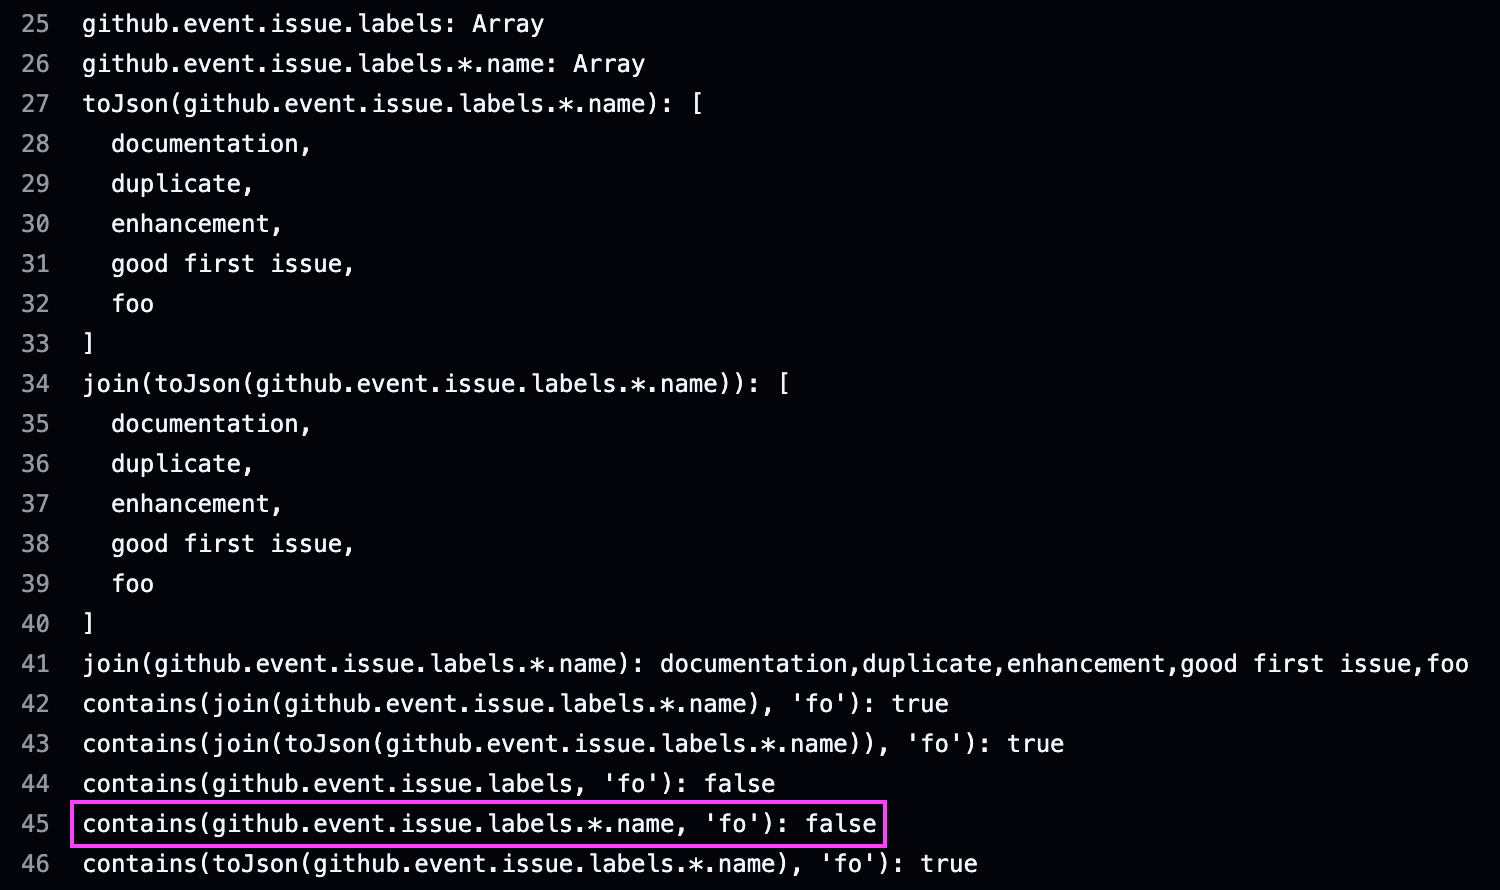 25 github.event.issue.labels: Array
26 github.event.issue.labels.*.name: Array
27 toJson(github.event.issue.labels.*.name): [
28   documentation,
29   duplicate,
30   enhancement,
31   good first issue,
32   foo
33 ]
34 join(toJson(github.event.issue.labels.*.name)): [
35   documentation,
36   duplicate,
37   enhancement,
38   good first issue,
39   foo
40 ]
41 join(github.event.issue.labels.*.name): documentation,duplicate,enhancement,good first issue,foo
42 contains(join(github.event.issue.labels.*.name), 'fo'): true
43 contains(join(toJson(github.event.issue.labels.*.name)), 'fo'): true
44 contains(github.event.issue.labels, 'fo'): false
45 contains(github.event.issue.labels.*.name, 'fo'): false
46 contains(toJson(github.event.issue.labels.*.name), 'fo'): true